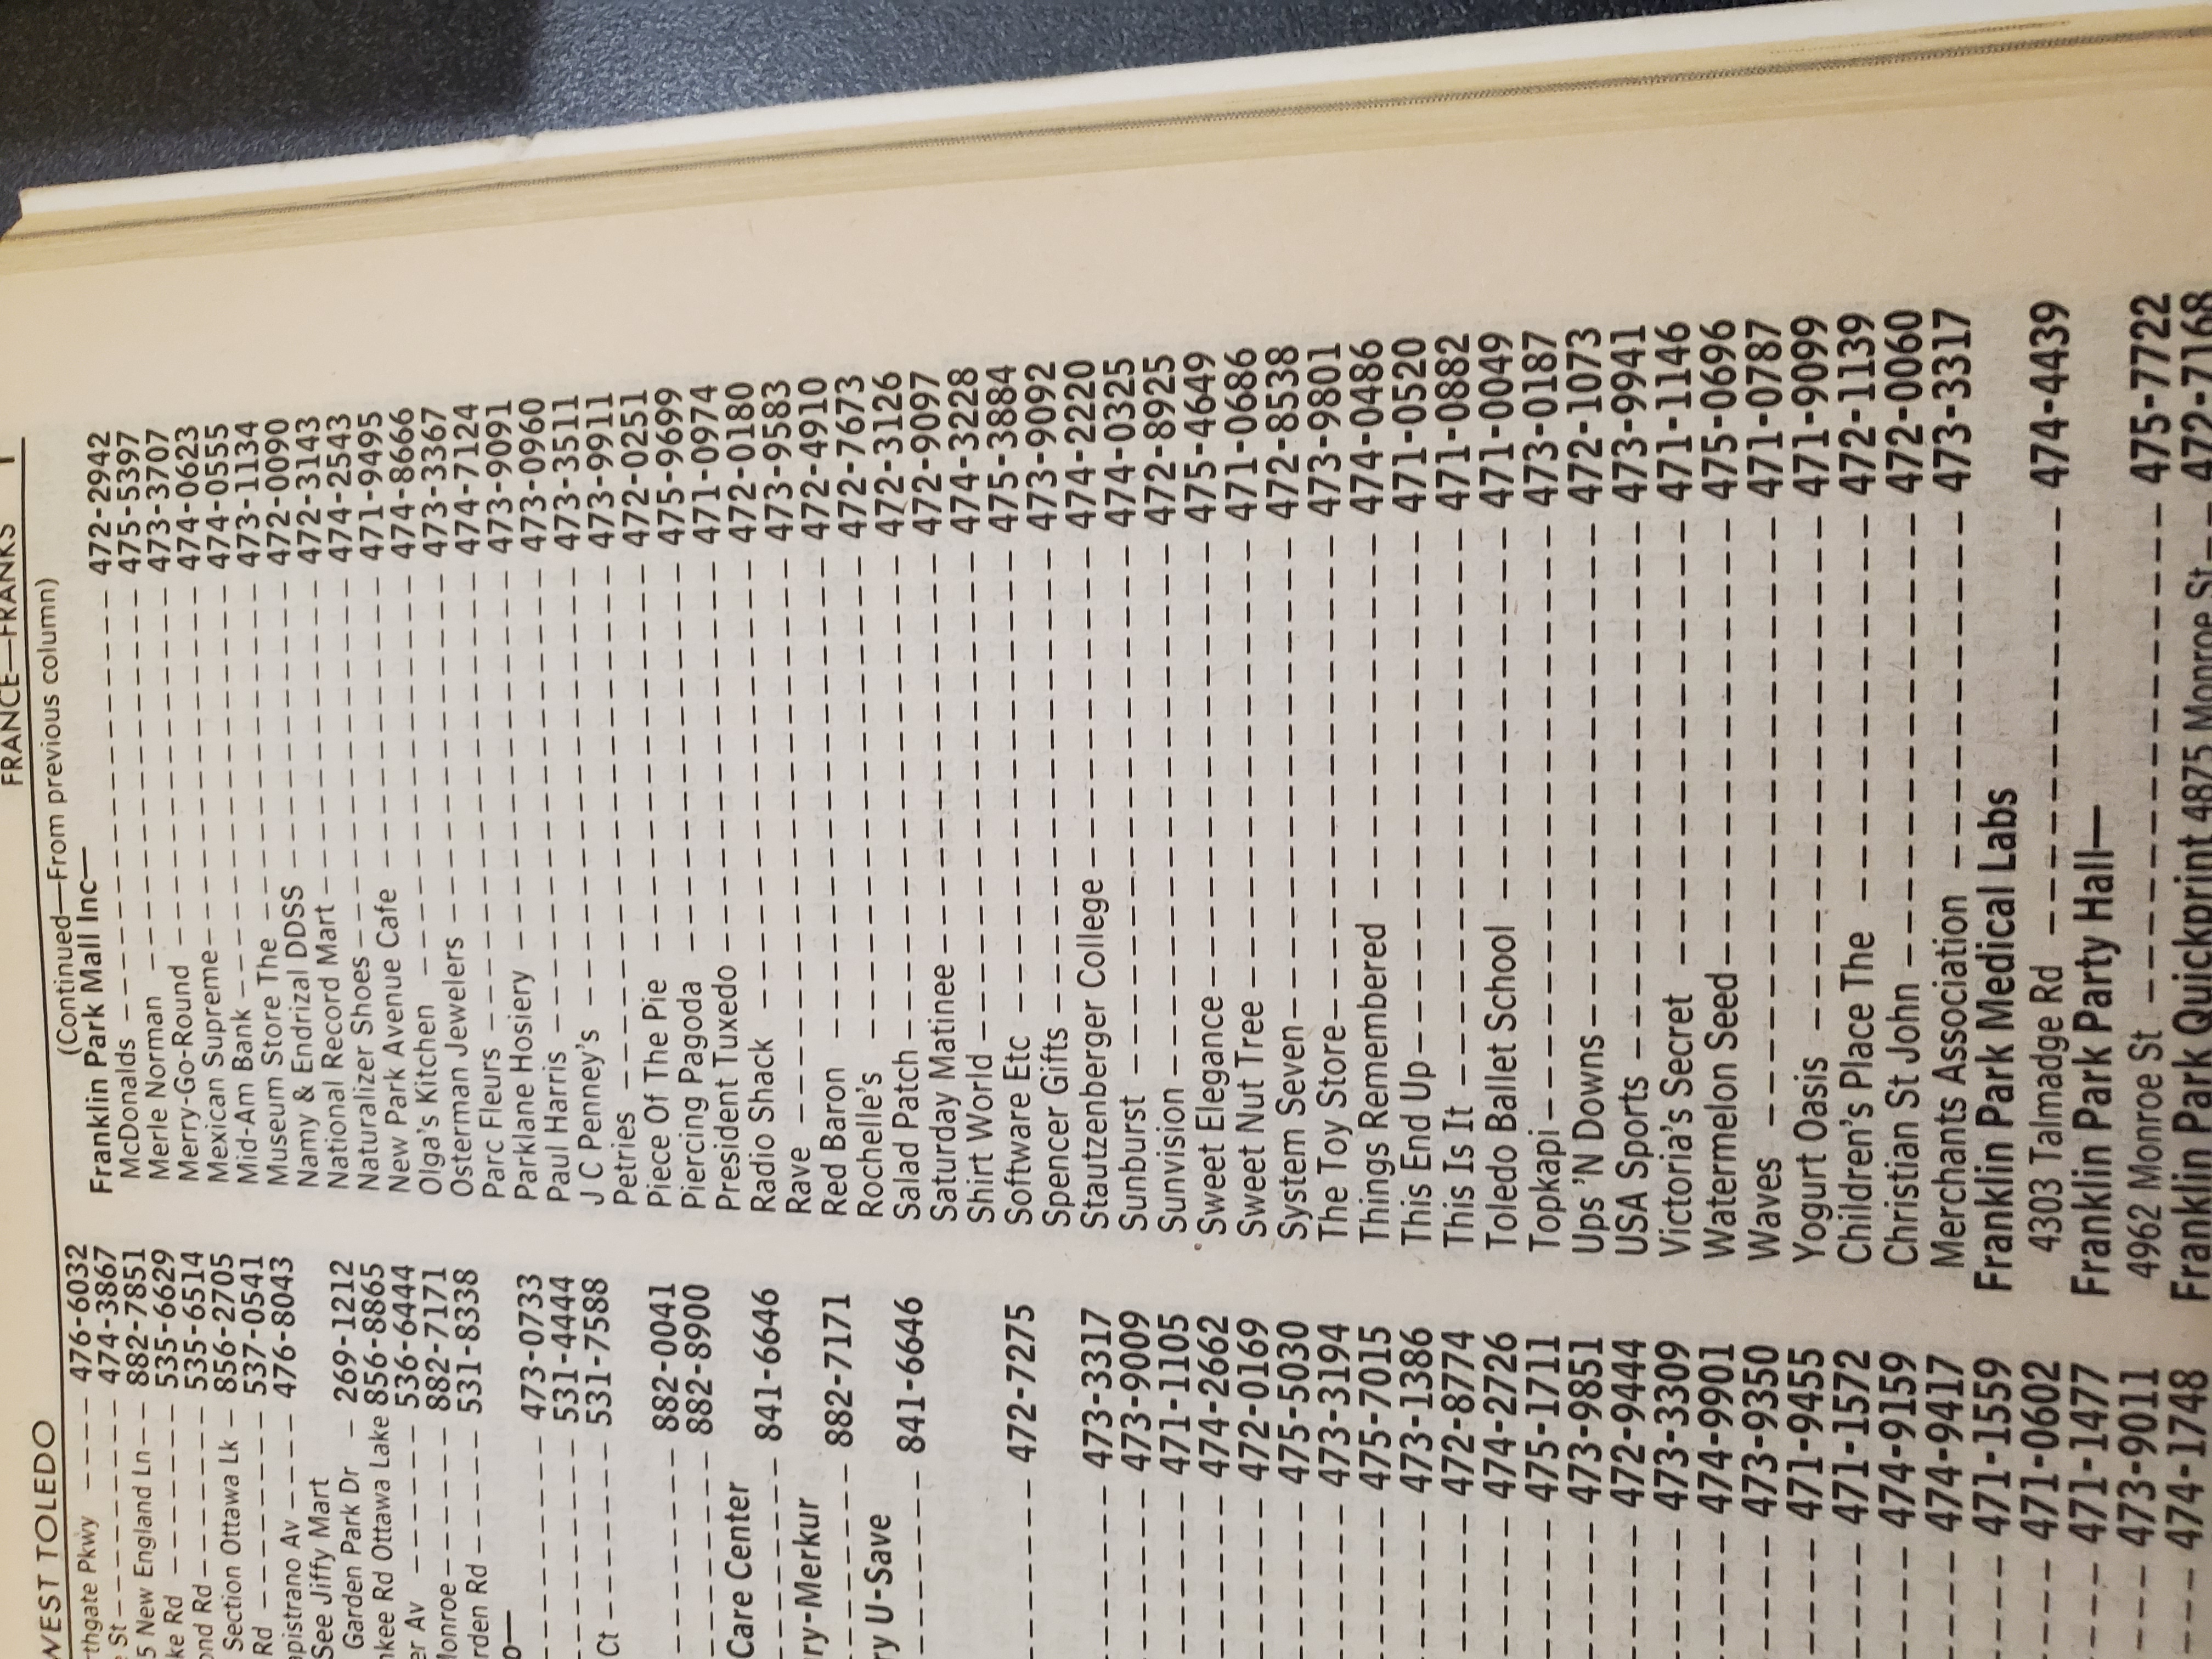 WEST TOLEDO
rthgate Pkwy ---- 476-6032
St ------ 474-3867
5 New England Ln -- 882-7851
ke Rd ------ 535-6629
ond Rd ------ 535-6514
Section Ottawa Lk - 856-2705
Rd ------ 537-0541
apistrano Av ---- 476-8043
See Jiffy Mart
Garden Park Dr - 269-1212
nkee Rd Ottawa Lake 856-8865
er Av ------ 536-6444
Monroe ------ 882-7171
rden Rd ------ 531-8338
o—
------ 473-0733
------ 531-4444
Ct ------ 531-7588
------ 882-0041
------ 882-8900
Care Center
------ 841-6646
ry-Merkur
------ 882-7171
ry U-Save
------ 841-6646
------ 472-7275
------ 473-3317
------ 473-9009
------ 471-1105
------ 474-2662
------ 472-0169
------ 475-5030
------ 473-3194
------ 475-7015
------ 473-1386
------ 472-8774
------ 474-2726
------ 475-1711
------ 473-9851
------ 472-9444
------ 473-3309
------ 474-9901
------ 473-9350
------ 471-9455
------ 471-1572
------ 474-9159
------ 474-9417
------ 471-1559
------ 471-0602
------ 471-1477
------ 473-9011
------ 474-1748
FRANCE—FRANKS
(Continued—From previous column)
Franklin Park Mall Inc—
McDonalds ------ 472-2942
Merle Norman ------ 475-5397
Merry-Go-Round ------ 473-3707
Mexican Supreme ------ 474-0623
Mid-Am Bank ------ 474-0555
Museum Store The ------ 473-1134
Namy & Endrizal DDSS ------ 472-0090
National Record Mart ------ 472-3143
Naturalizer Shoes ------ 474-2543
New Park Avenue Cafe ------ 471-9495
Olga's Kitchen ------ 474-8666
Osterman Jewelers ------ 473-3367
Parc Fleurs ------ 474-7124
Parklane Hosiery ------ 473-9091
Paul Harris ------ 473-0960
J C Penney's ------ 473-3511
Petries ------ 473-9911
Piece Of The Pie ------ 472-0251
Piercing Pagoda ------ 475-9699
President Tuxedo ------ 471-0974
Radio Shack ------ 472-0180
Rave ------ 473-9583
Red Baron ------ 472-4910
Rochelle's ------ 472-7673
Salad Patch ------ 472-3126
Saturday Matinee ------ 472-9097
Shirt World ------ 474-3228
Software Etc ------ 475-3884
Spencer Gifts ------ 473-9092
Stautzenberger College ------ 474-2220
Sunburst ------ 474-0325
Sunvision ------ 472-8925
Sweet Elegance ------ 475-4649
Sweet Nut Tree ------ 471-0686
System Seven ------ 472-8538
The Toy Store ------ 473-9801
Things Remembered ------ 474-0486
This End Up ------ 471-0520
This Is It ------ 471-0882
Toledo Ballet School ------ 471-0049
Topkapi ------ 473-0187
Ups 'N Downs ------ 472-1073
USA Sports ------ 473-9941
Victoria's Secret ------ 471-1146
Watermelon Seed ------ 475-0696
Waves ------ 471-0787
Yogurt Oasis ------ 471-9099
Children's Place The ------ 472-1139
Christian St John ------ 472-0060
Merchants Association ------ 473-3317
Franklin Park Medical Labs
4303 Talmadge Rd ------ 474-4439
Franklin Park Party Hall—
4962 Monroe St ------ 475-7722
Franklin Park Quickprint 4875 Monroe St -- 472-7168